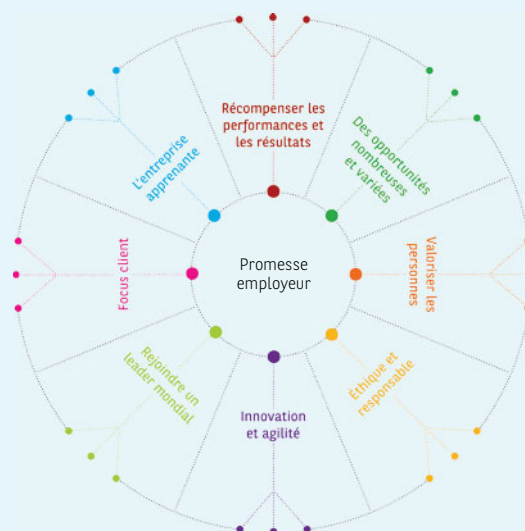 Récompenser les
performances et
les résultats
Des opportunités
nombreuses
et variées
Valoriser les
personnes
Éthique et
responsable
Innovation
et agilité
Rejoindre un
leader mondial
Focus client
L'entreprise
apprenante
Promesse
employeur